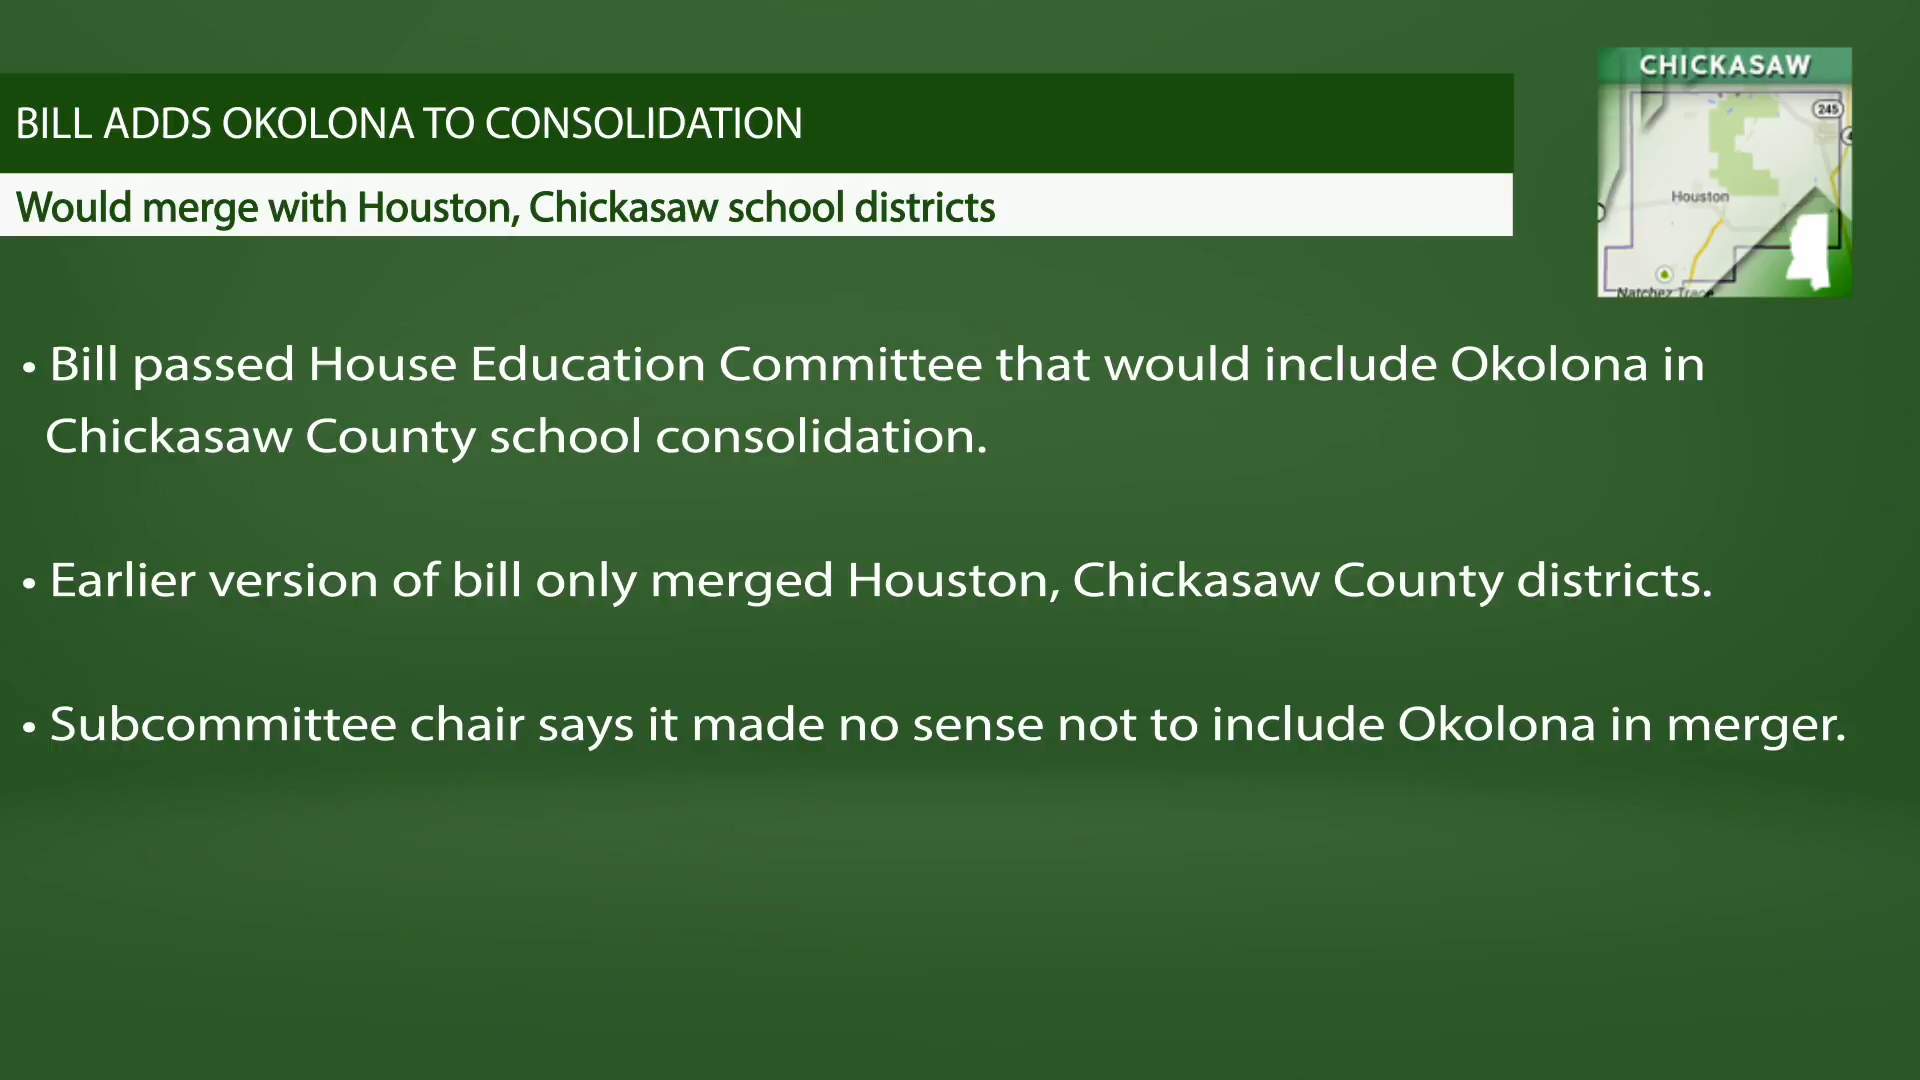 CHICKASAW
BILL ADDS OKOLONA TO CONSOLIDATION
245
Would merge with Houston, Chickasaw school districts
Houston
Natchez Trace
• Bill passed House Education Committee that would include Okolona in
Chickasaw County school consolidation.
• Earlier version of bill only merged Houston, Chickasaw County districts.
• Subcommittee chair says it made no sense not to include Okolona in merger.